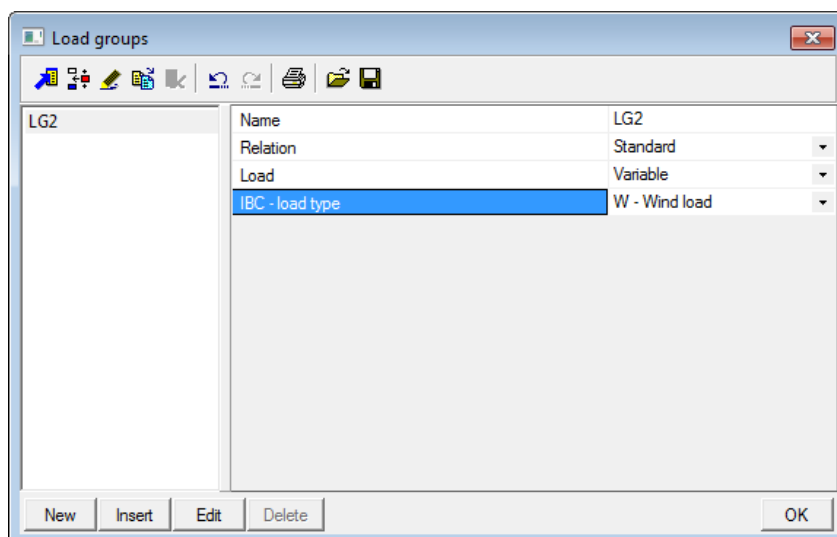 Load groups
LG2
Name LG2
Relation Standard
Load Variable
IBC - load type W - Wind load
New Insert Edit Delete OK